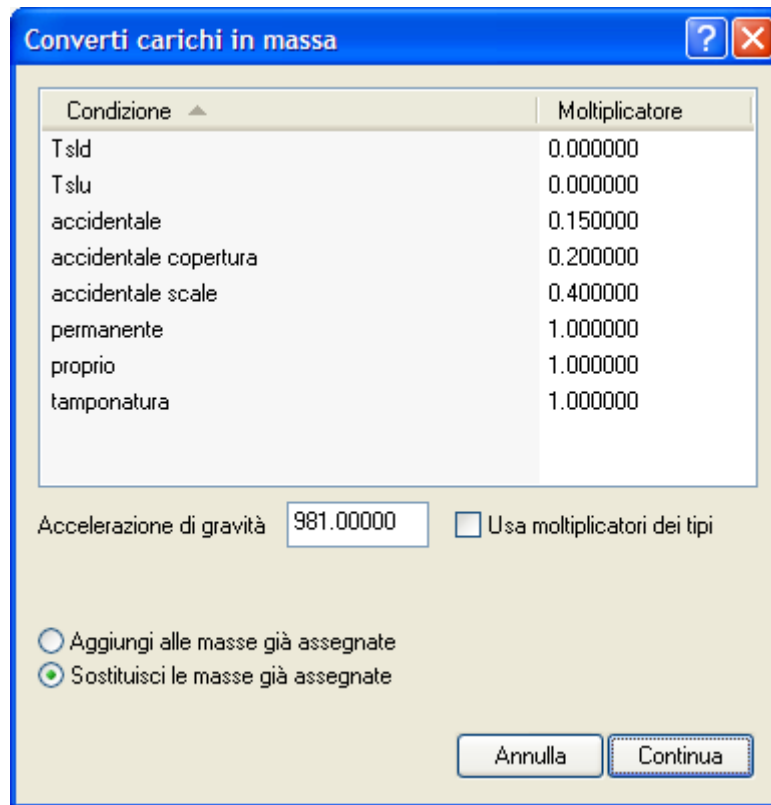 Converti carichi in massa
Condizione Moltiplicatore
Tsld 0.000000
Tslu 0.000000
accidentale 0.150000
accidentale copertura 0.200000
accidentale scale 0.400000
permanente 1.000000
proprio 1.000000
tamponatura 1.000000
Accelerazione di gravità 981.00000 Usa moltiplicatori dei tipi
Aggiungi alle masse già assegnate
Sostituisci le masse già assegnate
Annulla Continua